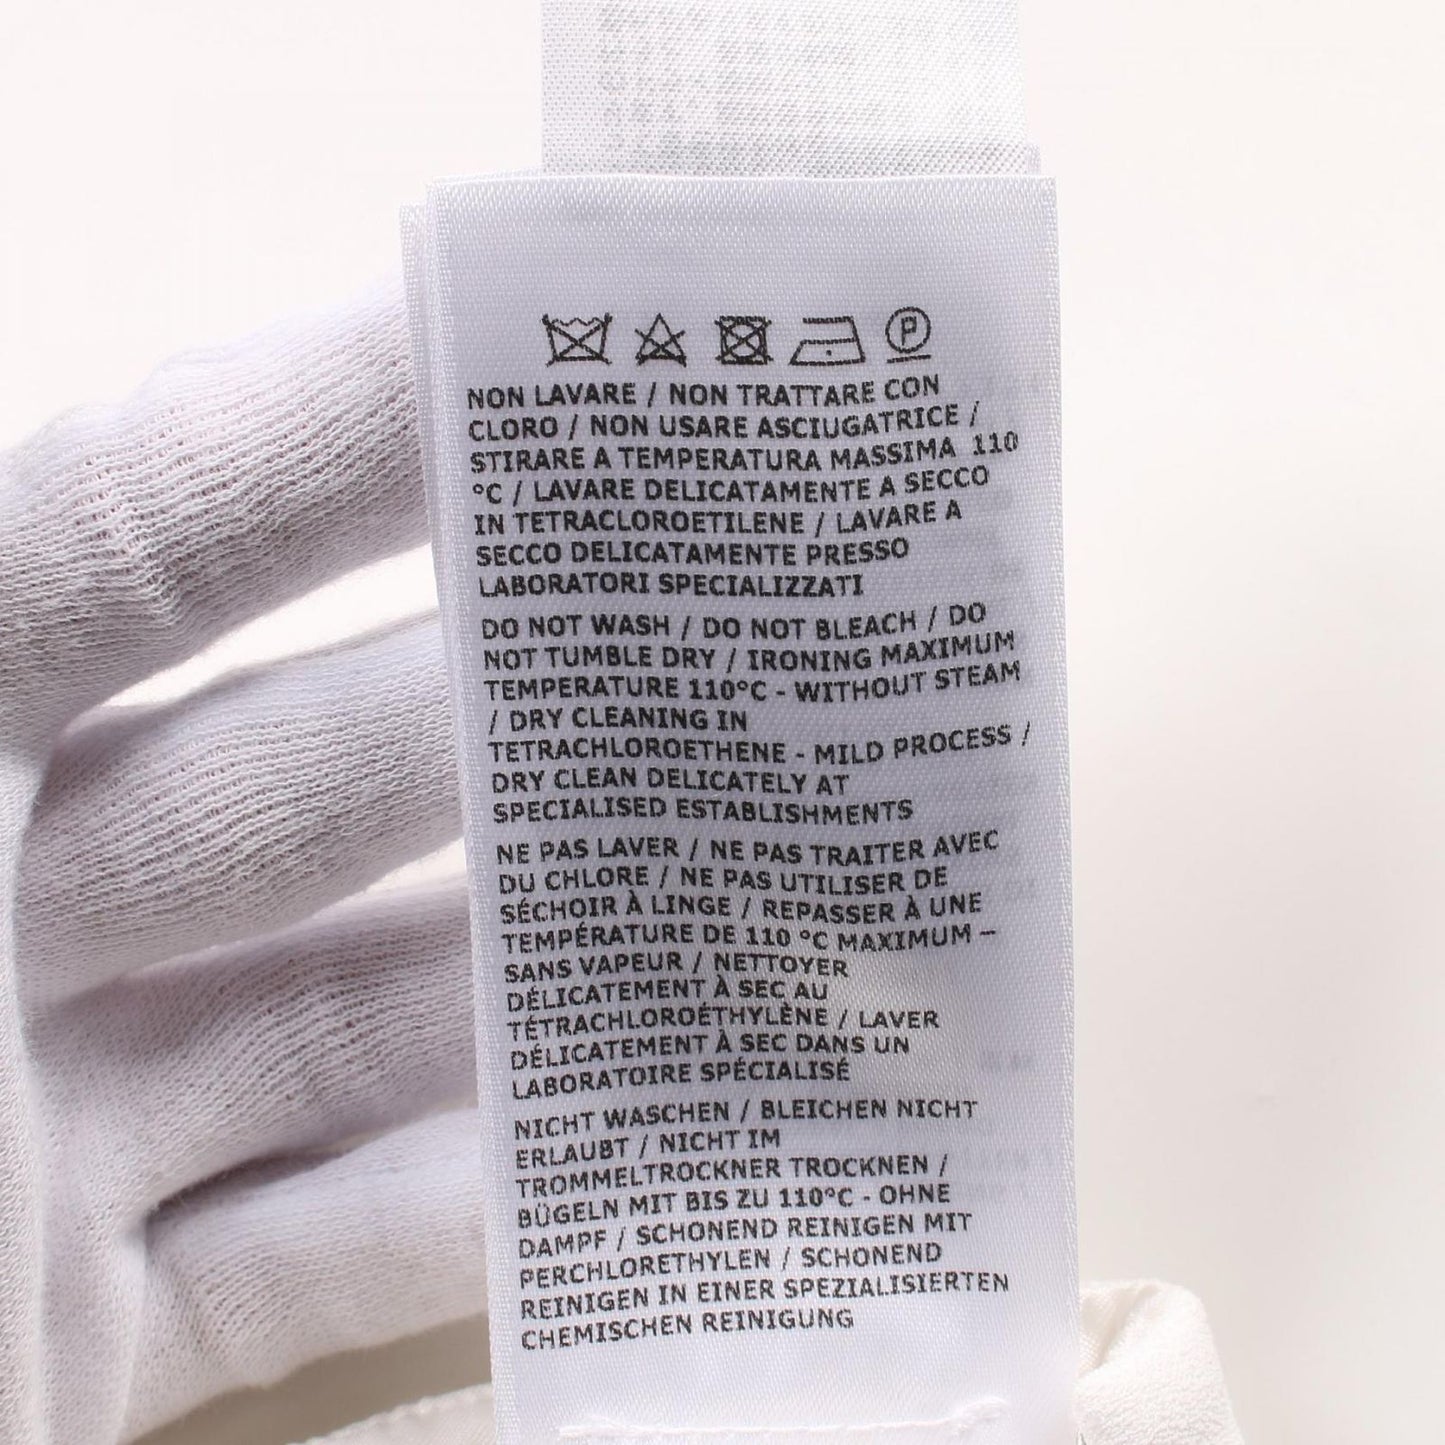 P
NON LAVARE / NON TRATTARE CON
CLORO / NON USARE ASCIUGATRICE /
STIRARE A TEMPERATURA MASSIMA 110
°C / LAVARE DELICATAMENTE A SECCO
IN TETRACLOROETILENE / LAVARE A
SECCO DELICATAMENTE PRESSO
LABORATORI SPECIALIZZATI
DO NOT WASH / DO NOT BLEACH / DO
NOT TUMBLE DRY / IRONING MAXIMUM
TEMPERATURE 110°C - WITHOUT STEAM
/ DRY CLEANING IN
TETRACHLOROETHENE - MILD PROCESS /
DRY CLEAN DELICATELY AT
SPECIALISED ESTABLISHMENTS
NE PAS LAVER / NE PAS TRAITER AVEC
DU CHLORE / NE PAS UTILISER DE
SÉCHOIR À LINGE / REPASSER À UNE
TEMPÉRATURE DE 110 °C MAXIMUM –
SANS VAPEUR / NETTOYER
DÉLICATEMENT À SEC AU
TÉTRACHLOROÉTHYLÈNE / LAVER
DÉLICATEMENT À SEC DANS UN
LABORATOIRE SPÉCIALISÉ
NICHT WASCHEN / BLEICHEN NICHT
ERLAUBT / NICHT IM
TROMMELTROCKNER TROCKNEN /
BÜGELN MIT BIS ZU 110°C - OHNE
DAMPF / SCHONEND REINIGEN MIT
PERCHLORETHYLEN / SCHONEND
REINIGEN IN EINER SPEZIALISIERTEN
CHEMISCHEN REINIGUNG